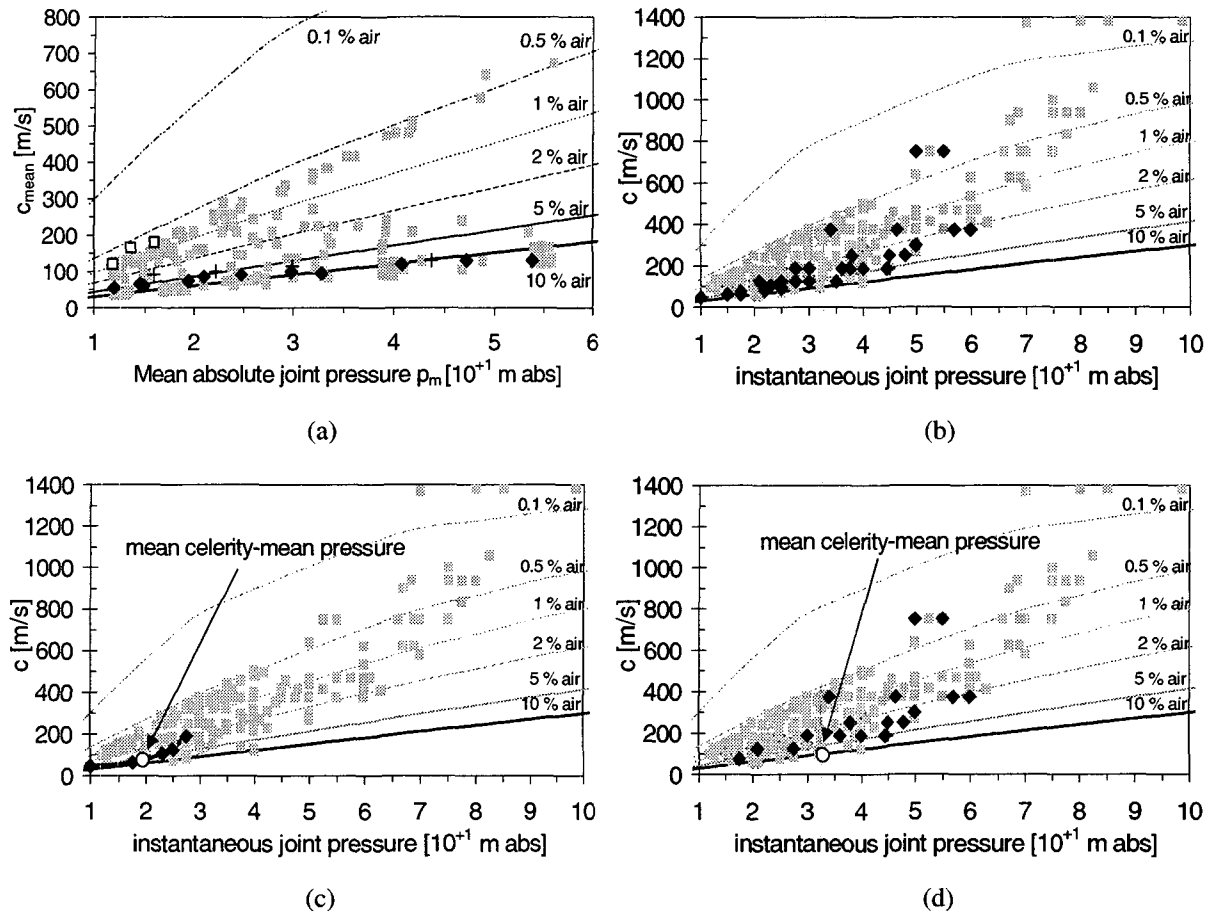 800
700
600
500
400
300
200
100
0
c_mean [m/s]
0.1 % air
0.5 % air
1 % air
2 % air
5 % air
10 % air
1 2 3 4 5 6
Mean absolute joint pressure p_m [10^+1 m abs]
(a)
1400
1200
1000
800
600
400
200
0
c [m/s]
0.1 % air
0.5 % air
1 % air
2 % air
5 % air
10 % air
1 2 3 4 5 6 7 8 9 10
instantaneous joint pressure [10^+1 m abs]
(b)
1400
1200
1000
800
600
400
200
0
c [m/s]
mean celerity-mean pressure
0.1 % air
0.5 % air
1 % air
2 % air
5 % air
10 % air
1 2 3 4 5 6 7 8 9 10
instantaneous joint pressure [10^+1 m abs]
(c)
1400
1200
1000
800
600
400
200
0
c [m/s]
mean celerity-mean pressure
0.1 % air
0.5 % air
1 % air
2 % air
5 % air
10 % air
1 2 3 4 5 6 7 8 9 10
instantaneous joint pressure [10^+1 m abs]
(d)